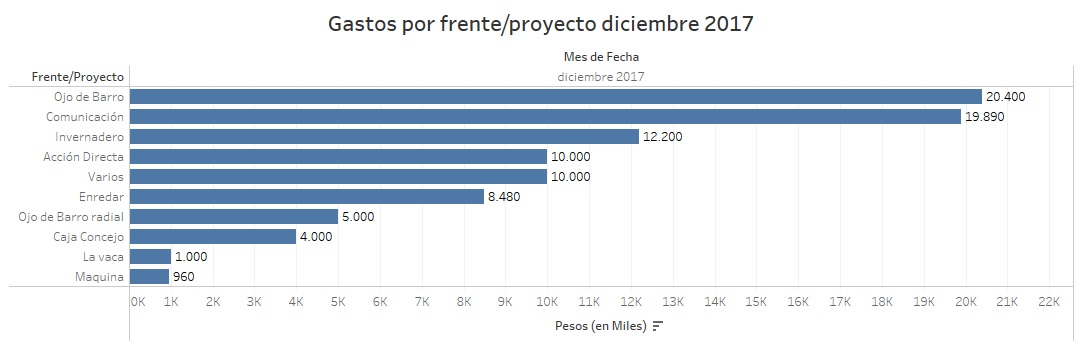 Gastos por frente/proyecto diciembre 2017
Mes de Fecha
Frente/Proyecto diciembre 2017
Ojo de Barro 20.400
Comunicación 19.890
Invernadero 12.200
Acción Directa 10.000
Varios 10.000
Enredar 8.480
Ojo de Barro radial 5.000
Caja Concejo 4.000
La vaca 1.000
Maquina 960
0K 1K 2K 3K 4K 5K 6K 7K 8K 9K 10K 11K 12K 13K 14K 15K 16K 17K 18K 19K 20K 21K 22K
Pesos (en Miles)